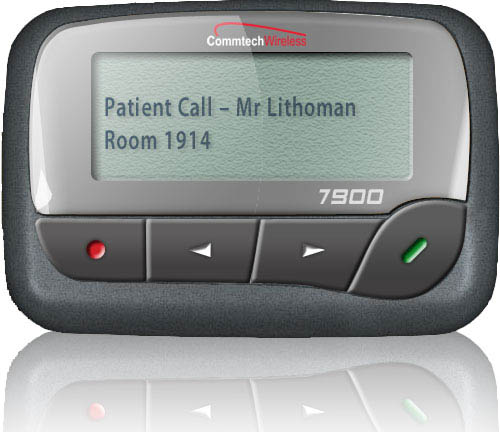 CommtechWireless
Patient Call – Mr Lithoman
Room 1914
7900